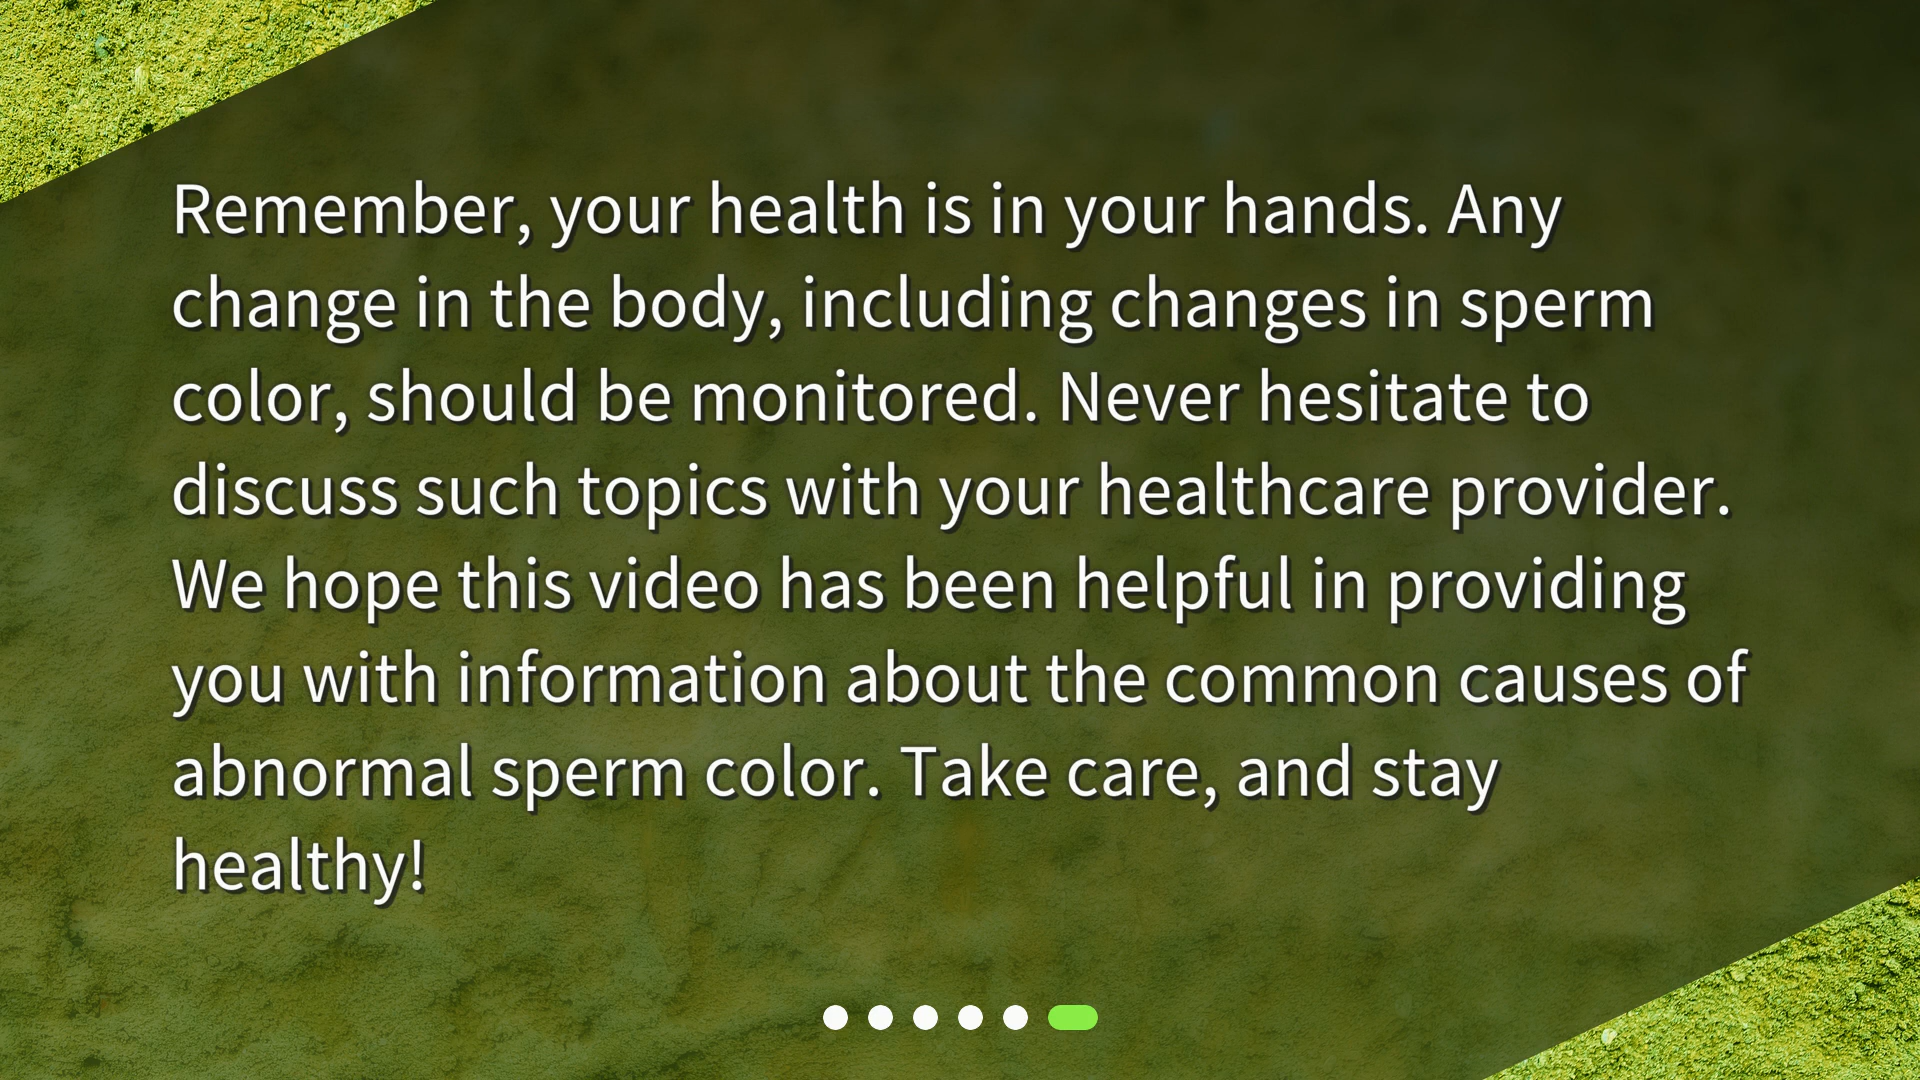 Remember, your health is in your hands. Any
change in the body, including changes in sperm
color, should be monitored. Never hesitate to
discuss such topics with your healthcare provider.
We hope this video has been helpful in providing
you with information about the common causes of
abnormal sperm color. Take care, and stay
healthy!